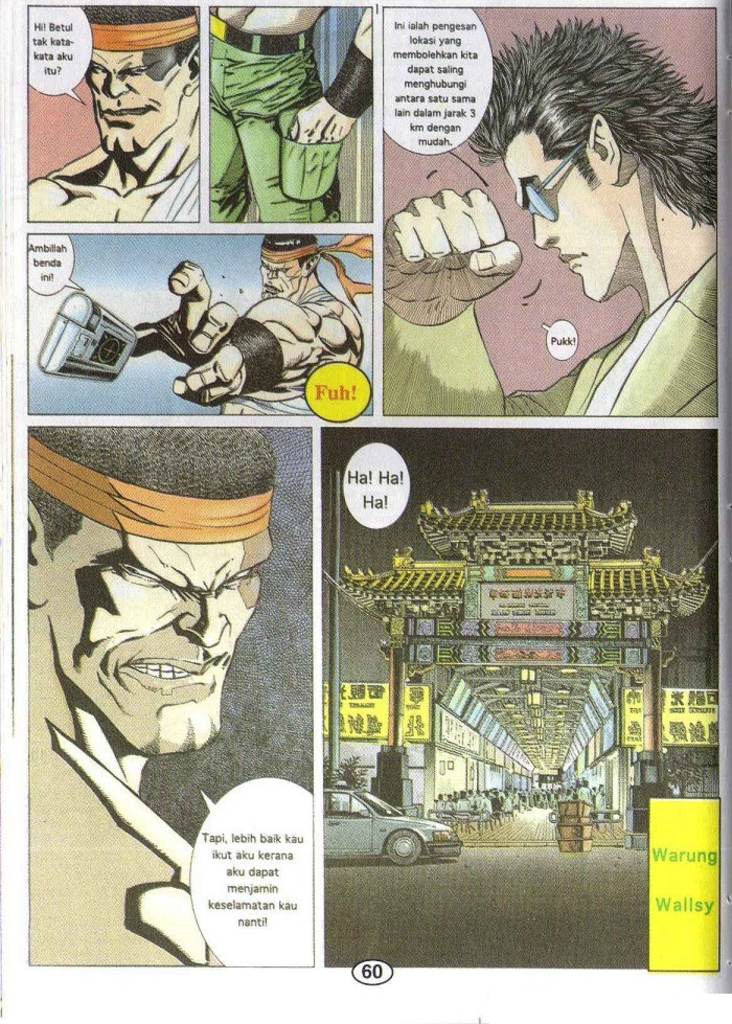 Hi! Betul
tak kata-
kata aku
itu?
Ini ialah pengesan
lokasi yang
membolehkan kita
dapat saling
menghubungi
antara satu sama
lain dalam jarak 3
km dengan
mudah.
Ambillah
benda
ini!
Fuh!
Pukk!
Ha! Ha!
Ha!
Tapi, lebih baik kau
ikut aku kerana
aku dapat
menjamin
keselamatan kau
nanti!
Warung
Wallsy
60